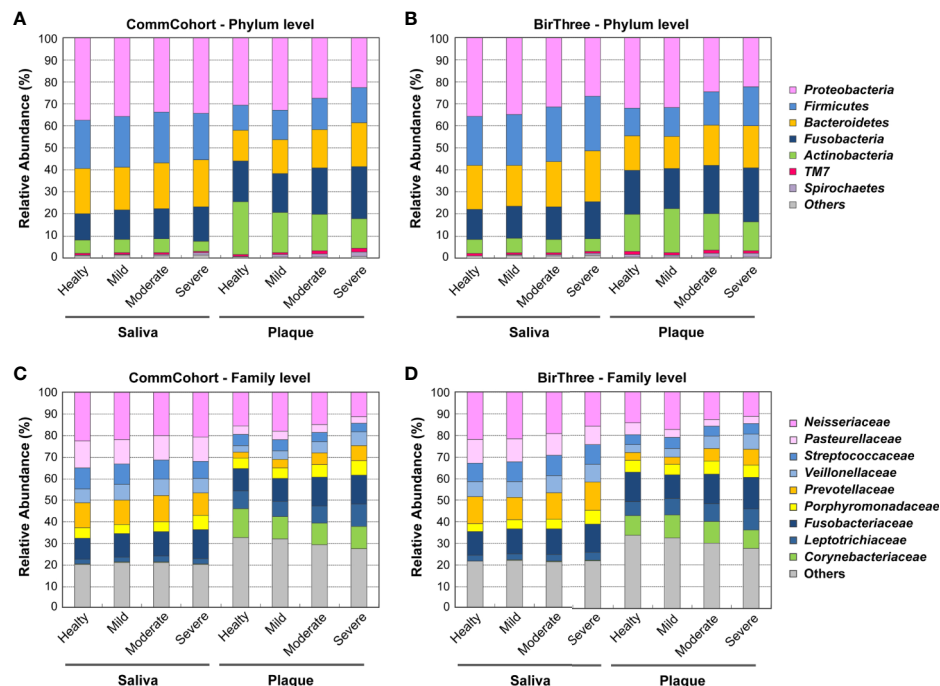 A
CommCohort - Phylum level
Relative Abundance (%)
100
90
80
70
60
50
40
30
20
10
0
Healty
Mild
Moderate
Severe
Healty
Mild
Moderate
Severe
Saliva
Plaque
B
BirThree - Phylum level
Relative Abundance (%)
100
90
80
70
60
50
40
30
20
10
0
Healty
Mild
Moderate
Severe
Healty
Mild
Moderate
Severe
Saliva
Plaque
Proteobacteria
Firmicutes
Bacteroidetes
Fusobacteria
Actinobacteria
TM7
Spirochaetes
Others
C
CommCohort - Family level
Relative Abundance (%)
100
90
80
70
60
50
40
30
20
10
0
Healty
Mild
Moderate
Severe
Healty
Mild
Moderate
Severe
Saliva
Plaque
D
BirThree - Family level
Relative Abundance (%)
100
90
80
70
60
50
40
30
20
10
0
Healty
Mild
Moderate
Severe
Healty
Mild
Moderate
Severe
Saliva
Plaque
Neisseriaceae
Pasteurellaceae
Streptococcaceae
Veillonellaceae
Prevotellaceae
Porphyromonadaceae
Fusobacteriaceae
Leptotrichiaceae
Corynebacteriaceae
Others